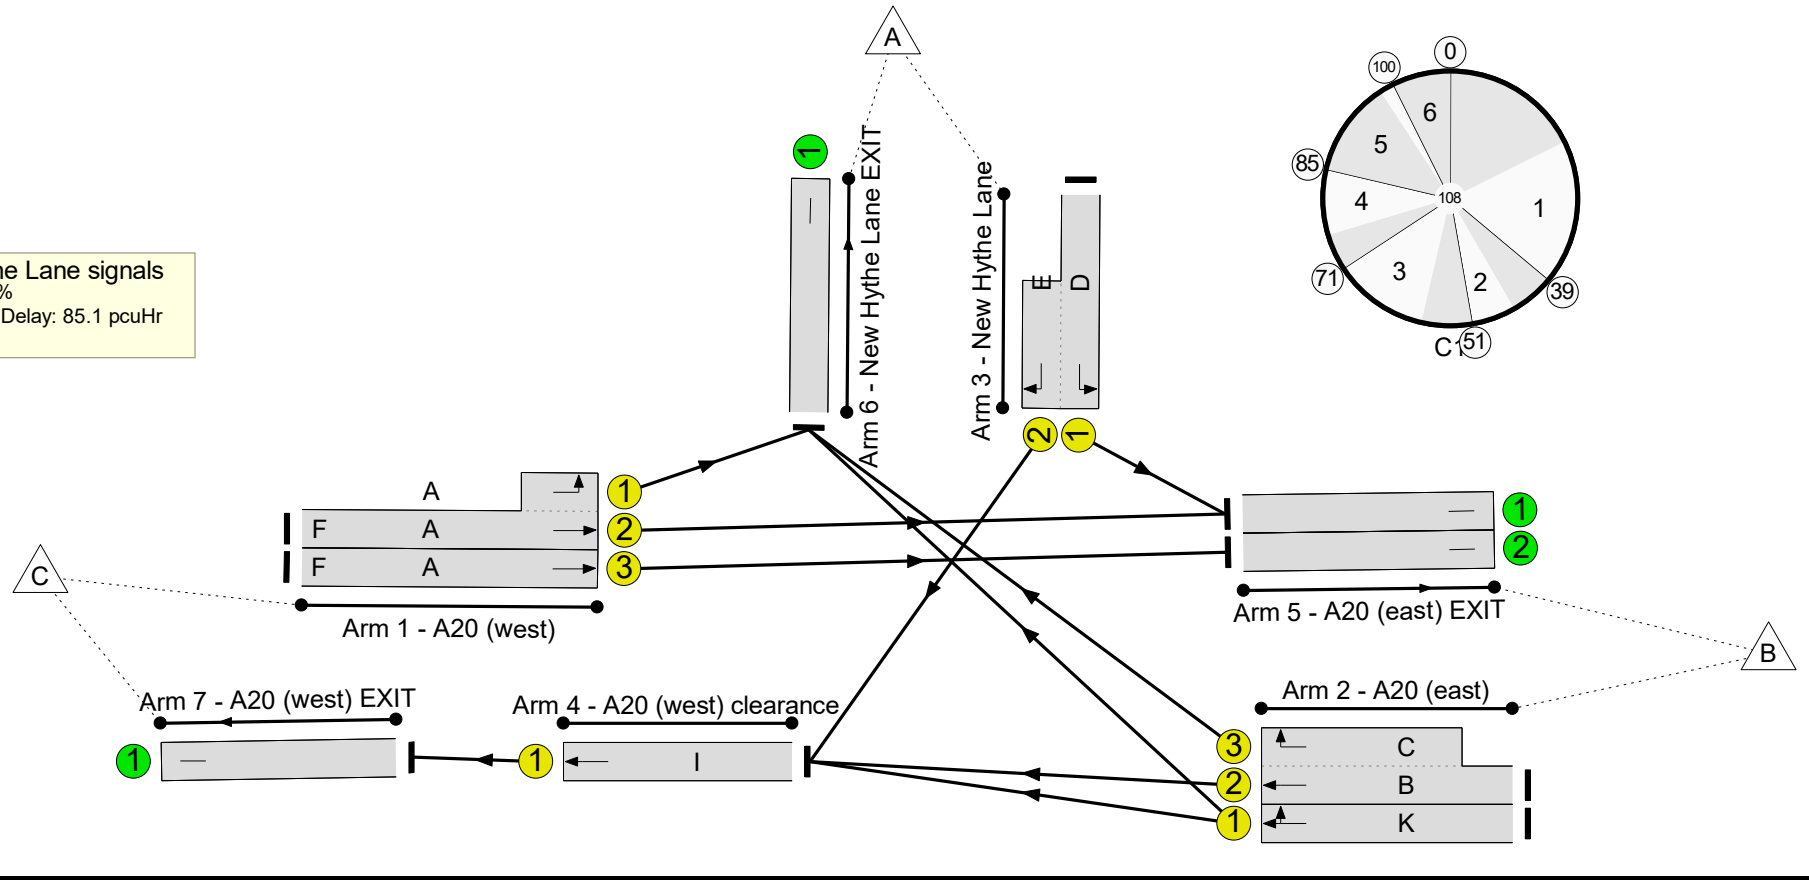 A
0
100
6
5
85
4
108
1
3
2
71
39
51
1
Arm 6 - New Hythe Lane EXIT
Arm 3 - New Hythe Lane
E
D
ne Lane signals
%
Delay: 85.1 pcuHr
2
1
A
1
F
A
2
F
A
3
1
2
C
Arm 1 - A20 (west)
Arm 5 - A20 (east) EXIT
B
Arm 7 - A20 (west) EXIT
Arm 4 - A20 (west) clearance
Arm 2 - A20 (east)
1
1
I
3
C
2
B
1
K